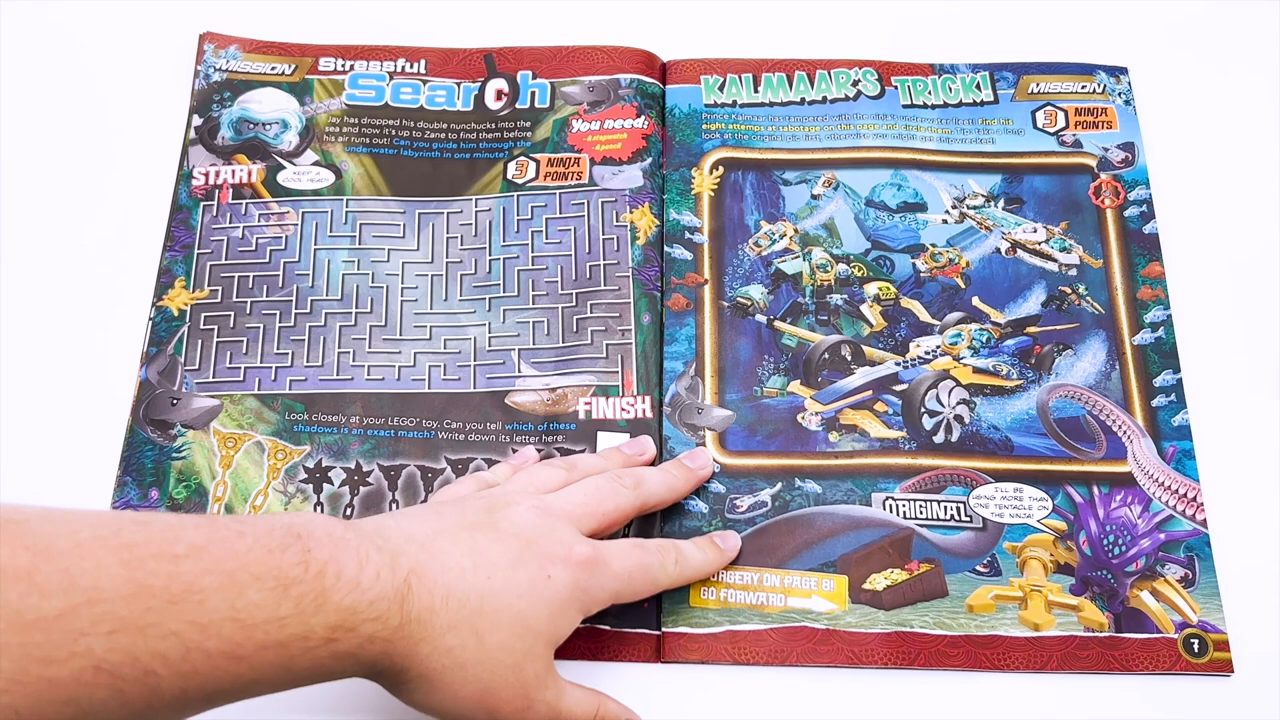 MISSION
Stressful
Search
Jay has dropped his double nunchucks into the
sea and now it's up to Zane to find them before
his air runs out! Can you guide him through the
underwater labyrinth in one minute?
You need:
-A stopwatch
-A pencil
3 NINJA
POINTS
KEEP A
COOL HEAD!
START
FINISH
Look closely at your LEGO® toy. Can you tell which of these
shadows is an exact match? Write down its letter here:
KALMAAR'S TRICK!
MISSION
Prince Kalmaar has tampered with the ninja's underwater fleet! Find his
eight attemps at sabotage on this page and circle them. Tip: take a long
look at the original pic first, otherwise you might get shipwrecked!
3 NINJA
POINTS
ORIGINAL
I'LL BE
USING MORE THAN
ONE TENTACLE ON
THE NINJA!
ON PAGE 8!
GO FORWARD
7